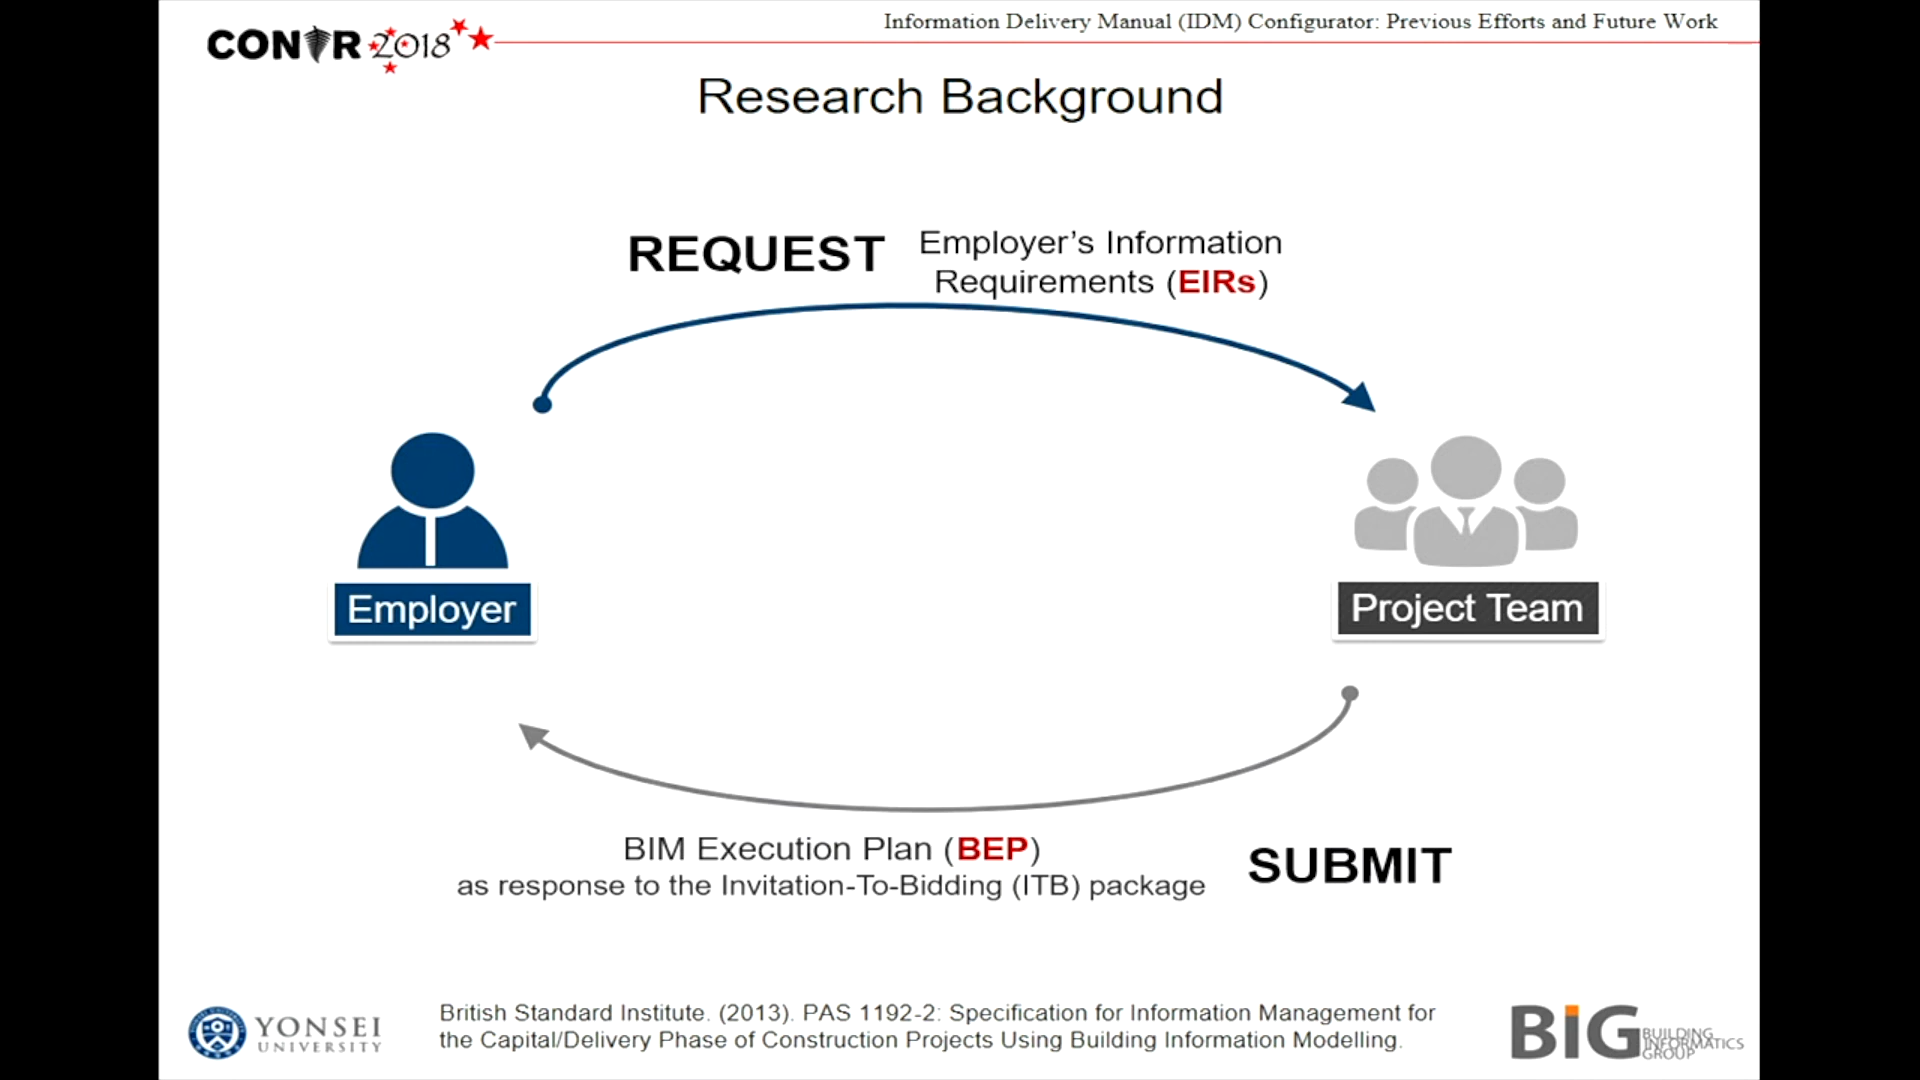 CONVR 2018
Information Delivery Manual (IDM) Configurator: Previous Efforts and Future Work
Research Background
REQUEST
Employer’s Information
Requirements (EIRs)
Employer
Project Team
BIM Execution Plan (BEP)
as response to the Invitation-To-Bidding (ITB) package
SUBMIT
YONSEI
UNIVERSITY
British Standard Institute. (2013). PAS 1192-2: Specification for Information Management for
the Capital/Delivery Phase of Construction Projects Using Building Information Modelling.
BIG
BUILDING
INFORMATICS
GROUP